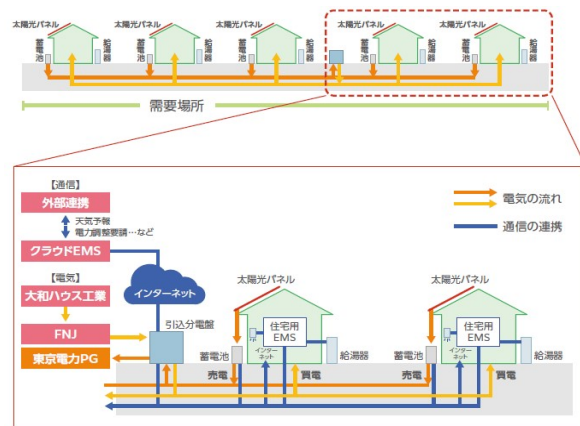 太陽光パネル
太陽光パネル
太陽光パネル
太陽光パネル
太陽光パネル
蓄電池
給湯器
蓄電池
給湯器
蓄電池
給湯器
蓄電池
給湯器
蓄電池
給湯器
需要場所
【通信】
外部連携
天気予報
電力調整要請…など
クラウドEMS
【電気】
大和ハウス工業
FNJ
東京電力PG
インターネット
引込分電盤
電気の流れ
通信の連携
太陽光パネル
住宅用
EMS
インター
ネット
蓄電池
給湯器
売電
買電
太陽光パネル
住宅用
EMS
インター
ネット
蓄電池
給湯器
売電
買電